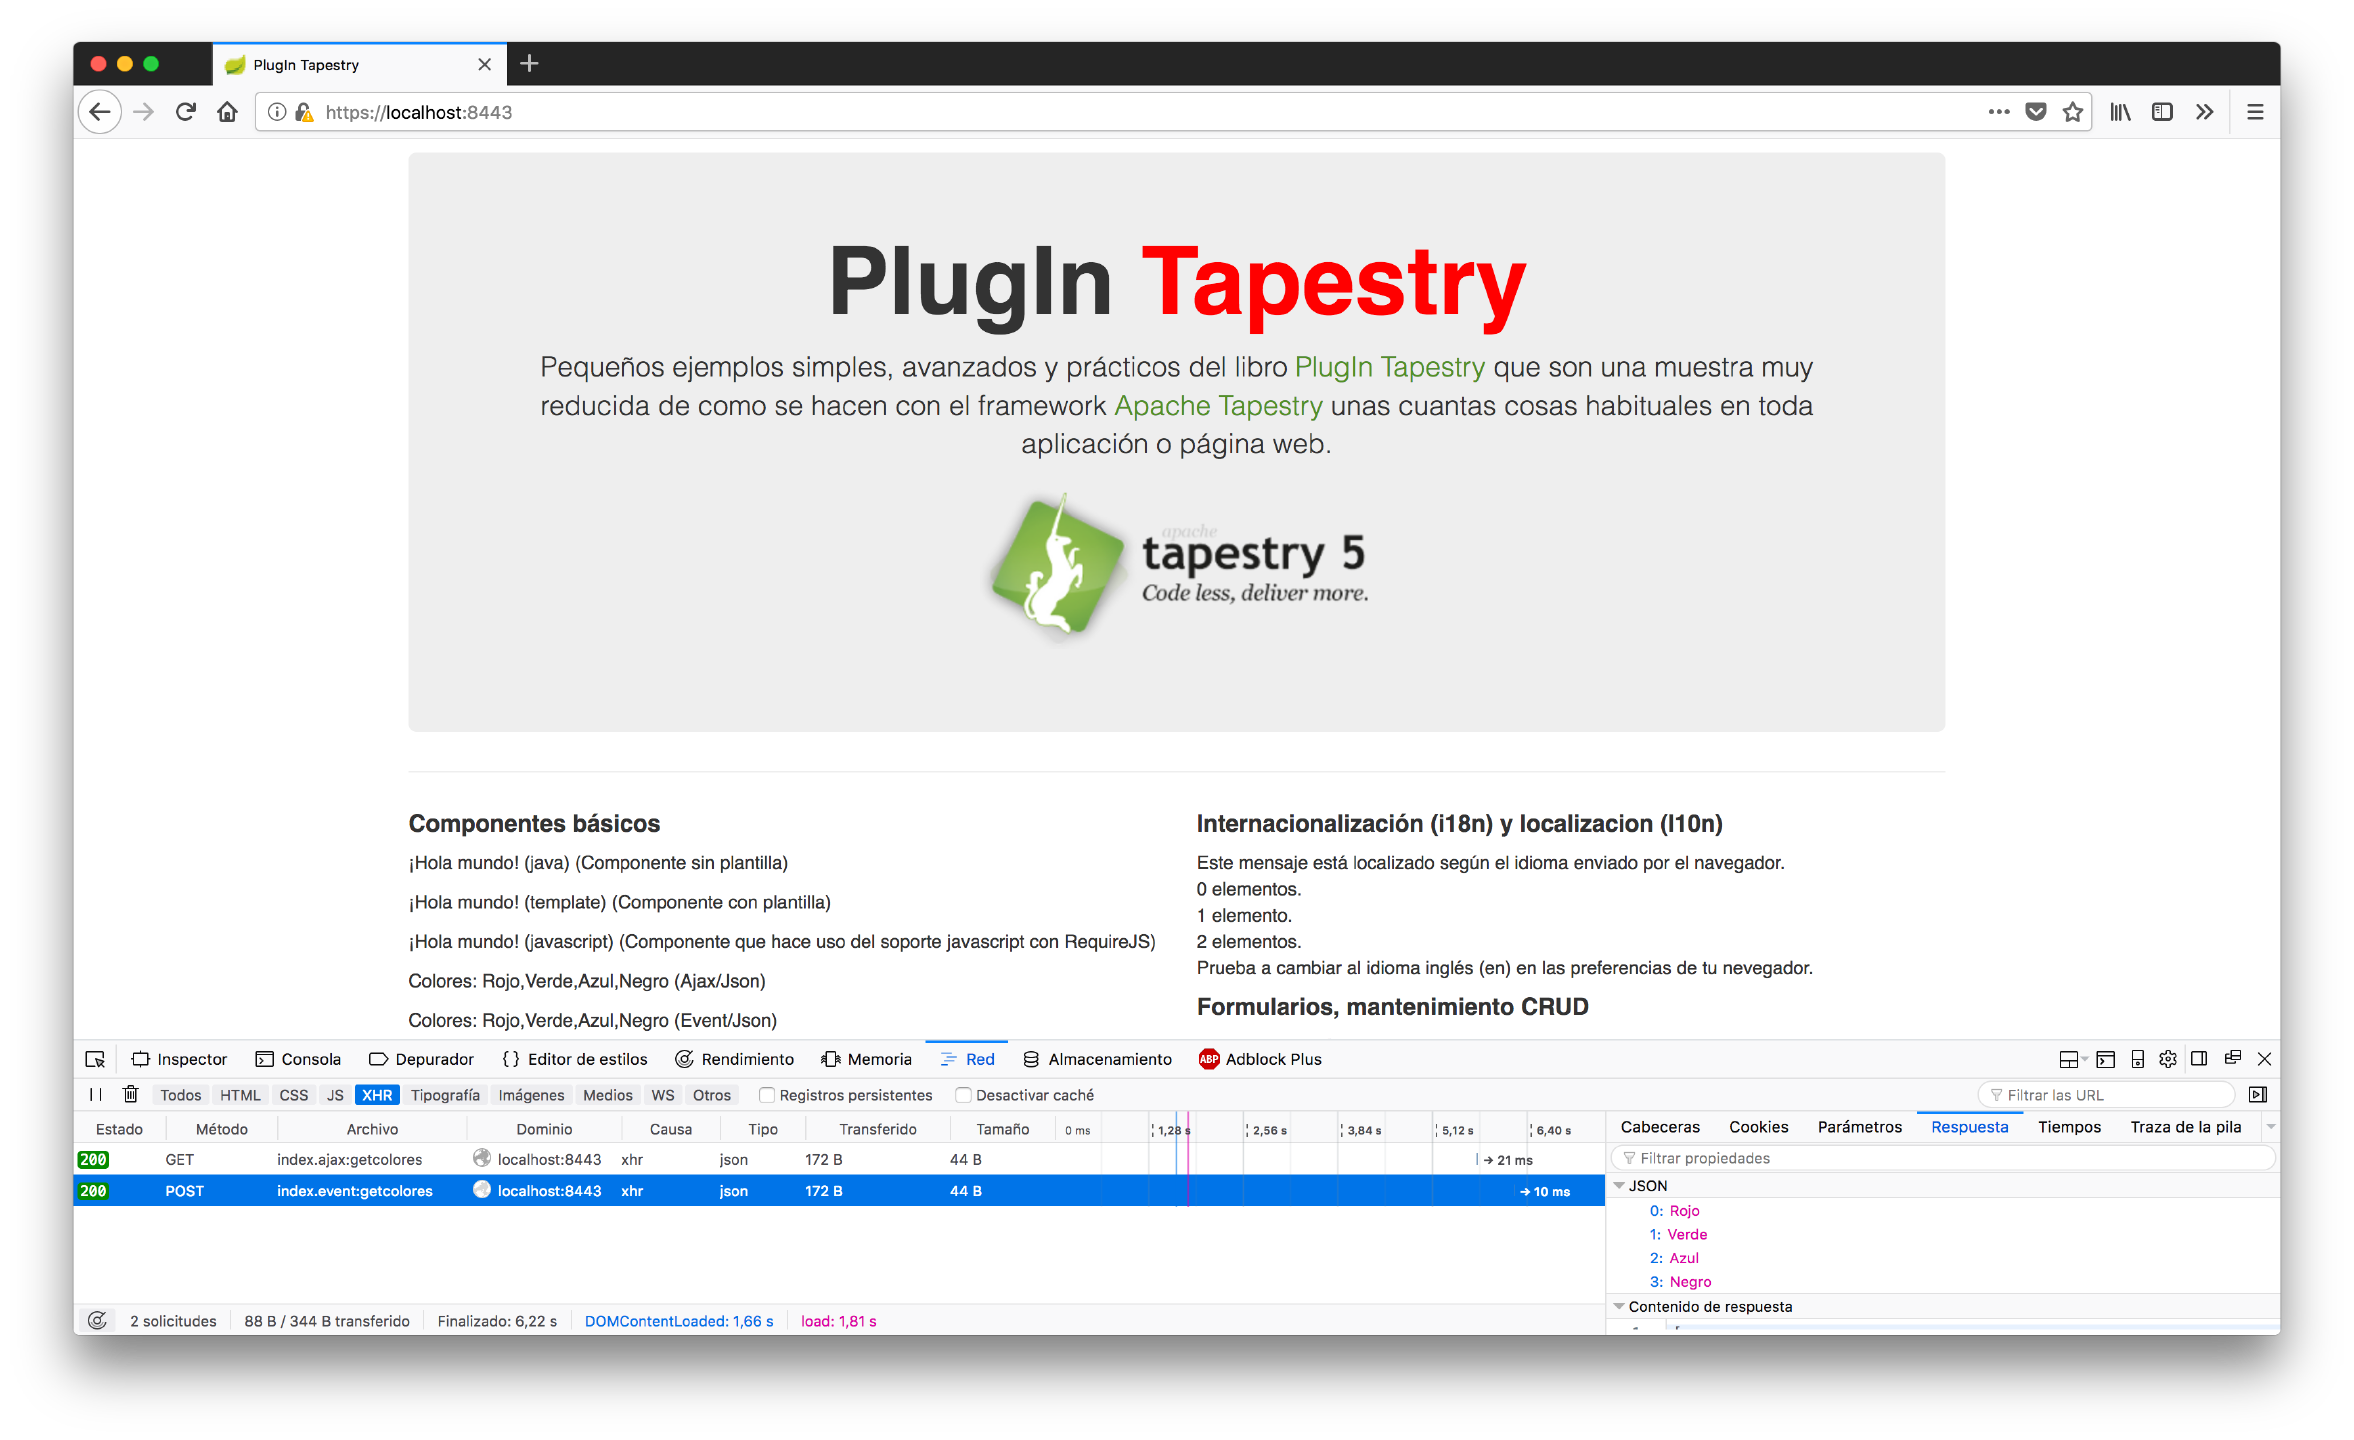 PlugIn Tapestry
https://localhost:8443
PlugIn Tapestry
Pequeños ejemplos simples, avanzados y prácticos del libro PlugIn Tapestry que son una muestra muy
reducida de como se hacen con el framework Apache Tapestry unas cuantas cosas habituales en toda
aplicación o página web.
apache
tapestry 5
Code less, deliver more.
Componentes básicos
¡Hola mundo! (java) (Componente sin plantilla)
¡Hola mundo! (template) (Componente con plantilla)
¡Hola mundo! (javascript) (Componente que hace uso del soporte javascript con RequireJS)
Colores: Rojo,Verde,Azul,Negro (Ajax/Json)
Colores: Rojo,Verde,Azul,Negro (Event/Json)
Internacionalización (i18n) y localizacion (l10n)
Este mensaje está localizado según el idioma enviado por el navegador.
0 elementos.
1 elemento.
2 elementos.
Prueba a cambiar al idioma inglés (en) en las preferencias de tu nevegador.
Formularios, mantenimiento CRUD
Inspector Consola Depurador Editor de estilos Rendimiento Memoria Red Almacenamiento ABP Adblock Plus
Todos HTML CSS JS XHR Tipografía Imágenes Medios WS Otros Registros persistentes Desactivar caché Filtrar las URL
Estado Método Archivo Dominio Causa Tipo Transferido Tamaño 0 ms 1,28 s 2,56 s 3,84 s 5,12 s 6,40 s
200 GET index.ajax:getcolores localhost:8443 xhr json 172 B 44 B → 21 ms
200 POST index.event:getcolores localhost:8443 xhr json 172 B 44 B → 10 ms
Cabeceras Cookies Parámetros Respuesta Tiempos Traza de la pila
Filtrar propiedades
JSON
0: Rojo
1: Verde
2: Azul
3: Negro
Contenido de respuesta
2 solicitudes 88 B / 344 B transferido Finalizado: 6,22 s DOMContentLoaded: 1,66 s load: 1,81 s